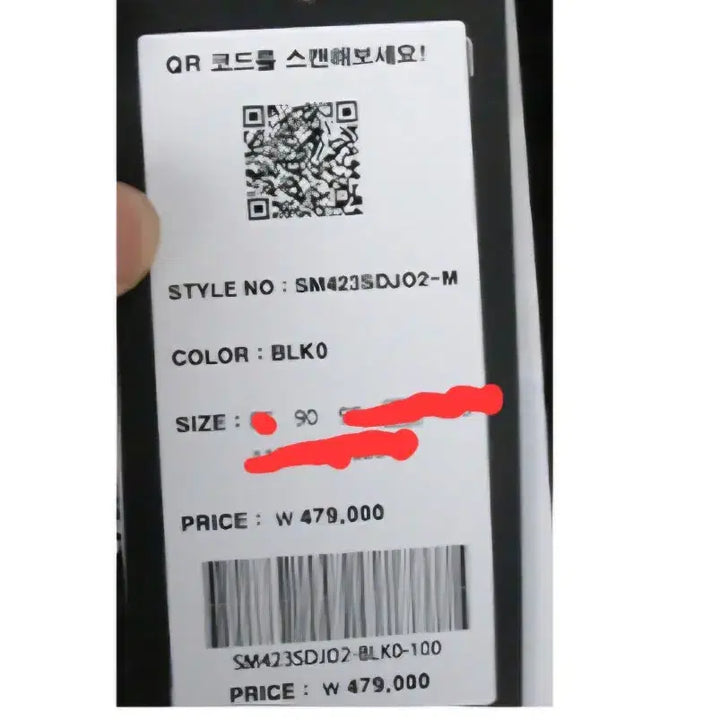 QR 코드를 스캔해보세요!
STYLE NO : SM423SDJ02-M
COLOR : BLK0
SIZE : 90
PRICE : ₩ 479,000
SM423SDJ02-BLK0-100
PRICE : ₩ 479,000